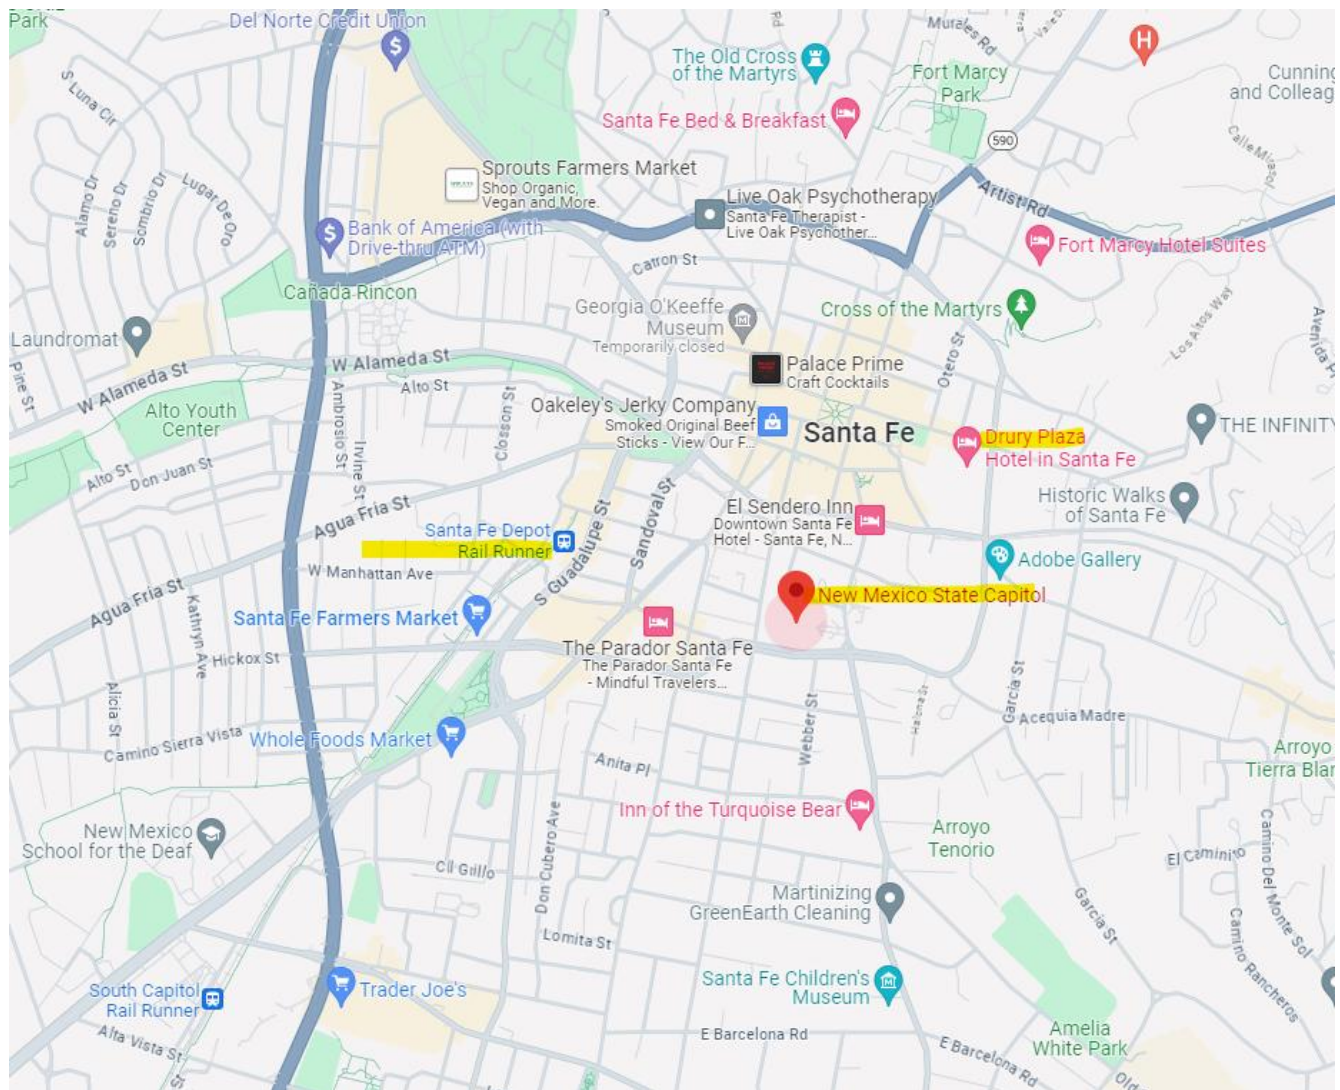 Park
Del Norte Credit Union
Murales Rd
The Old Cross
of the Martyrs
Fort Marcy
Park
H
Cunning
and Colleag
S Luna Cir
Santa Fe Bed & Breakfast
590
Calle Mirasol
Sprouts Farmers Market
Shop Organic,
Vegan and More.
Alamo Dr
Sereno Dr
Sombrio Dr
Lugar De Oro
Live Oak Psychotherapy
Santa Fe Therapist -
Live Oak Psychother...
Artist Rd
Bank of America (with
Drive-thru ATM)
Fort Marcy Hotel Suites
Catron St
Cañada Rincon
Georgia O'Keeffe
Museum
Temporarily closed
Cross of the Martyrs
Los Altos Way
Laundromat
Avenida
W Alameda St
W Alameda St
Palace Prime
Craft Cocktails
Otero St
Pine St
Alto St
Ambrosio St
Closson St
Alto Youth
Center
Oakeley's Jerky Company
Smoked Original Beef
Sticks - View Our F...
Santa Fe
THE INFINITY
Drury Plaza
Hotel in Santa Fe
Irvine St
Alto St
Don Juan St
Sandoval St
Historic Walks
of Santa Fe
El Sendero Inn
Downtown Santa Fe
Hotel - Santa Fe, N...
Agua Fria St
Santa Fe Depot
Rail Runner
S Guadalupe St
W Manhattan Ave
Adobe Gallery
Agua Fria St
New Mexico State Capitol
Santa Fe Farmers Market
Kathryn Ave
The Parador Santa Fe
The Parador Santa Fe
- Mindful Travelers...
Hickox St
Garcia St
Webber St
Alicia St
Acequia Madre
Camino Sierra Vista
Whole Foods Market
Anita Pl
Arroyo
Tierra Blan
Inn of the Turquoise Bear
New Mexico
School for the Deaf
Arroyo
Tenorio
Don Cubero Ave
Cil Grillo
El Caminito
Camino Del Monte Sol
Martinizing
GreenEarth Cleaning
Garcia St
Camino Rancheros
Lomita St
Santa Fe Children's
Museum
South Capitol
Rail Runner
Trader Joe's
Alta Vista St
St
E Barcelona Rd
E Barcelona Rd
Amelia
White Park